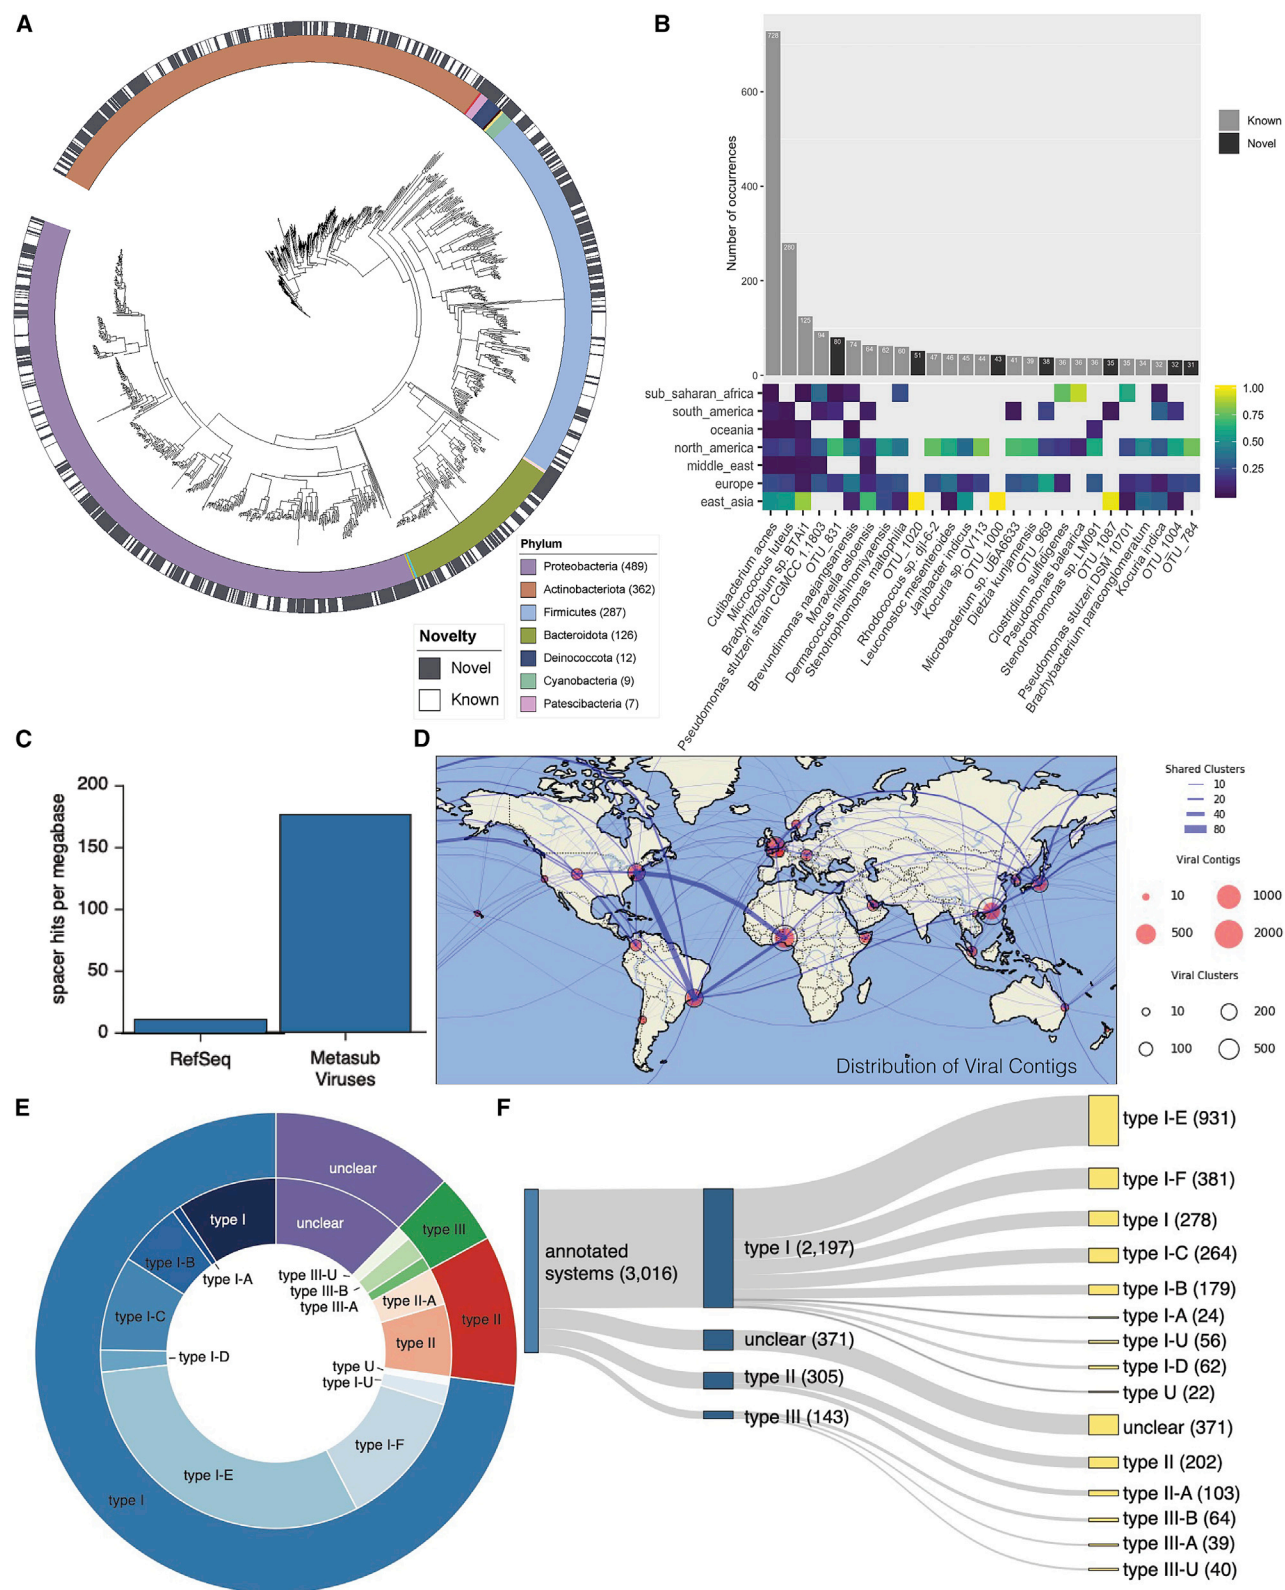 A
Phylum
Proteobacteria (489)
Actinobacteriota (362)
Firmicutes (287)
Bacteroidota (126)
Deinococcota (12)
Cyanobacteria (9)
Patescibacteria (7)
Novelty
Novel
Known
B
Number of occurrences
600
400
200
0
728
280
125
94
80
74
64
62
60
51
47
46
45
44
43
41
39
38
36
36
36
35
35
34
32
32
31
Known
Novel
sub_saharan_africa
south_america
oceania
north_america
middle_east
europe
east_asia
1.00
0.75
0.50
0.25
Cutibacterium acnes
Micrococcus luteus
Bradyrhizobium sp. BTAi1
Pseudomonas stutzeri strain CGMCC 1.1803
OTU_831
Brevundimonas naejangsanensis
Moraxella osloensis
Dermacoccus nishinomiyaensis
Stenotrophomonas maltophilia
OTU_1020
Rhodococcus sp. dij-6-2
Leuconostoc mesenteroides
Janibacter indicus
Kocuria sp. OV113
OTU_1090
Microbacterium sp. UBA6633
Dietzia kunjamensis
OTU_969
Clostridium suffiigenes
Pseudomonas balearica
Stenotrophomonas sp. LM091
OTU_1087
Pseudomonas stutzeri DSM 10701
Brachybacterium paraconglomeratum
Kocuria indica
OTU_1004
OTU_784
C
spacer hits per megabase
200
150
100
50
0
RefSeq
Metasub
Viruses
D
Distribution of Viral Contigs
Shared Clusters
10
20
40
80
Viral Contigs
10
1000
500
2000
Viral Clusters
10
200
100
500
E
unclear
unclear
type III
type II
type I
type I
type I-B
type I-A
type I-C
type I-D
type I-E
type I-F
type III-U
type III-B
type III-A
type II-A
type II
type U
type I-U
F
annotated
systems (3,016)
type I (2,197)
unclear (371)
type II (305)
type III (143)
type I-E (931)
type I-F (381)
type I (278)
type I-C (264)
type I-B (179)
type I-A (24)
type I-U (56)
type I-D (62)
type U (22)
unclear (371)
type II (202)
type II-A (103)
type III-B (64)
type III-A (39)
type III-U (40)